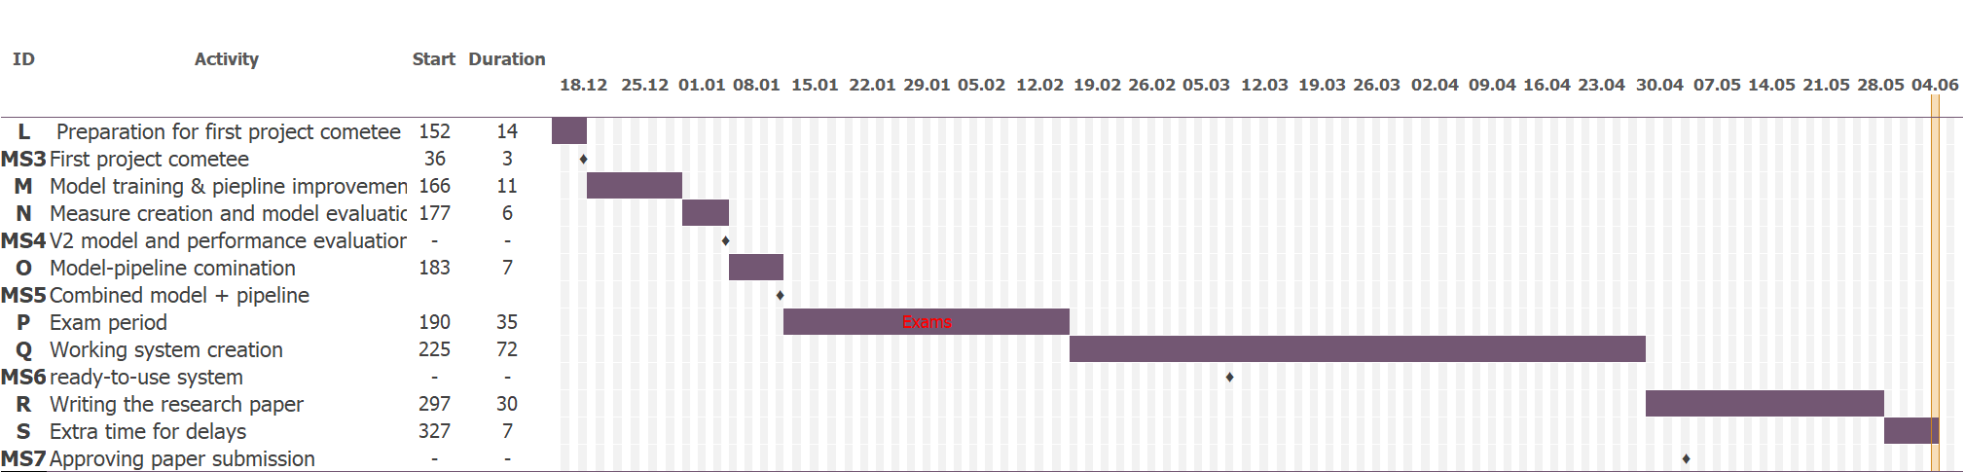 ID Activity Start Duration
18.12 25.12 01.01 08.01 15.01 22.01 29.01 05.02 12.02 19.02 26.02 05.03 12.03 19.03 26.03 02.04 09.04 16.04 23.04 30.04 07.05 14.05 21.05 28.05 04.06
L Preparation for first project cometee 152 14
MS3 First project cometee 36 3
M Model training & piepline improvemen 166 11
N Measure creation and model evaluatic 177 6
MS4 V2 model and performance evaluation - -
O Model-pipeline comination 183 7
MS5 Combined model + pipeline
P Exam period 190 35 Exams
Q Working system creation 225 72
MS6 ready-to-use system - -
R Writing the research paper 297 30
S Extra time for delays 327 7
MS7 Approving paper submission - -